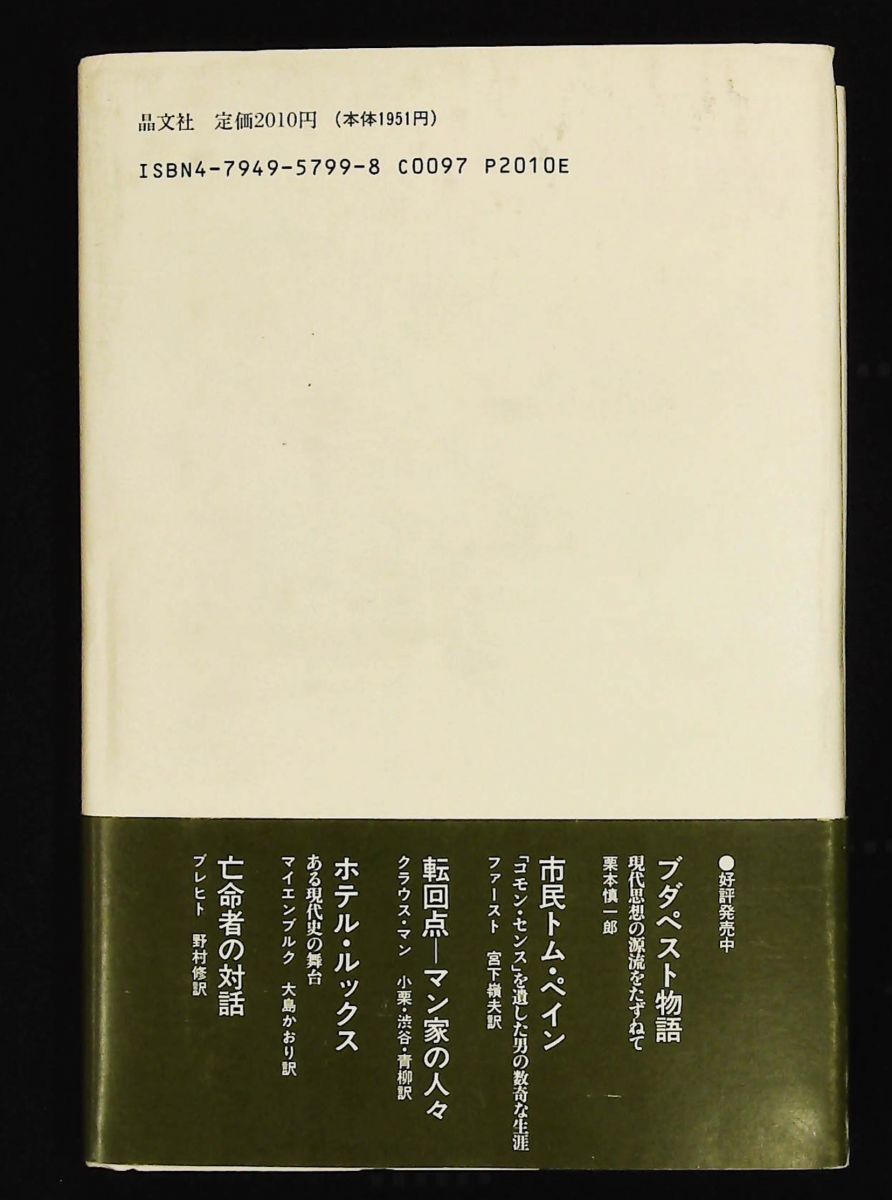 晶文社 定価2010円 (本体1951円)
ISBN4-7949-5799-8 C0097 P2010E
●好評発売中
ブダペスト物語
現代思想の源流をたずねて
栗本慎一郎
市民トム・ペイン
「コモン・センス」を遺した男の数奇な生涯
ファースト 宮下嶺夫訳
転回点—マン家の人々
クラウス・マン 小栗・渋谷・青柳訳
ホテル・ルックス
ある現代史の舞台
マイエンブルク 大島かおり訳
亡命者の対話
ブレヒト 野村修訳